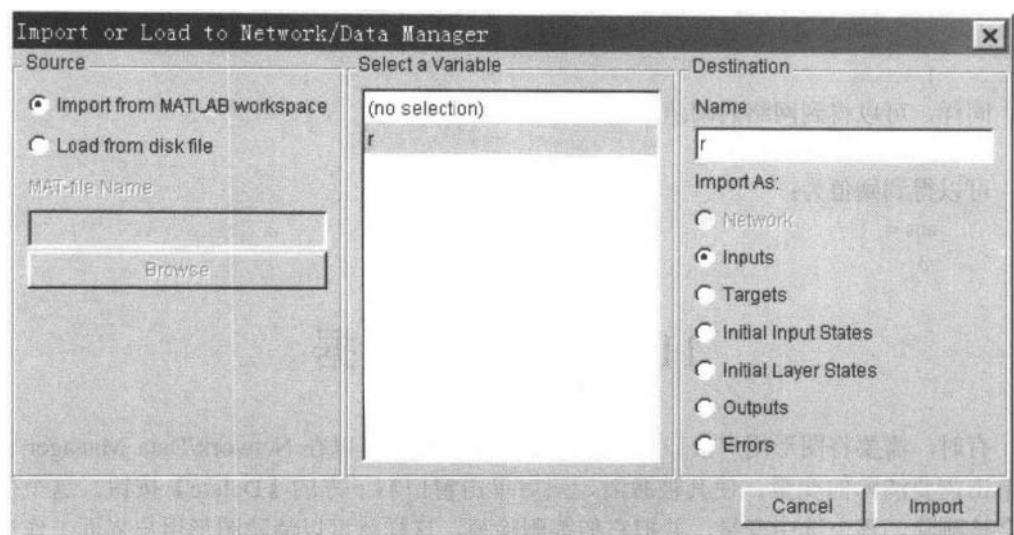 Import or Load to Network/Data Manager
Source
Import from MATLAB workspace
Load from disk file
MAT-file Name
Browse
Select a Variable
(no selection)
r
Destination
Name
r
Import As:
Network
Inputs
Targets
Initial Input States
Initial Layer States
Outputs
Errors
Cancel
Import